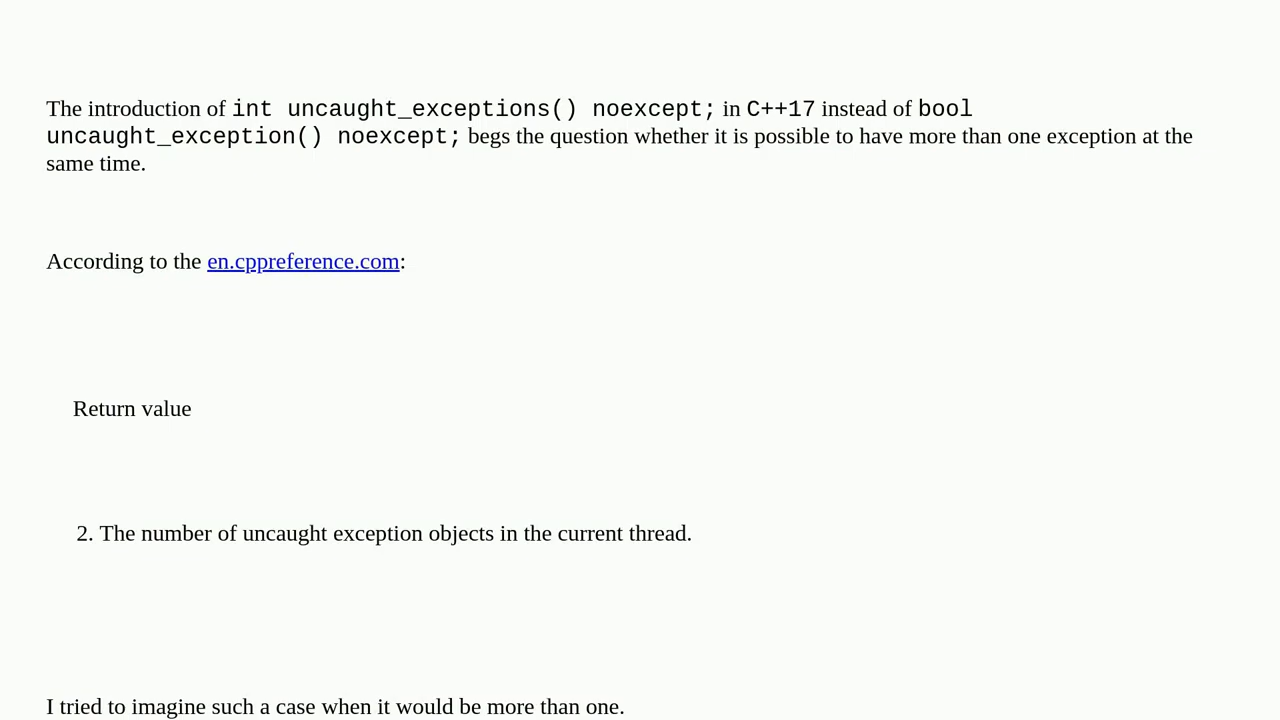 The introduction of int uncaught_exceptions() noexcept; in C++17 instead of bool
uncaught_exception() noexcept; begs the question whether it is possible to have more than one exception at the
same time.
According to the en.cppreference.com:
Return value
2. The number of uncaught exception objects in the current thread.
I tried to imagine such a case when it would be more than one.